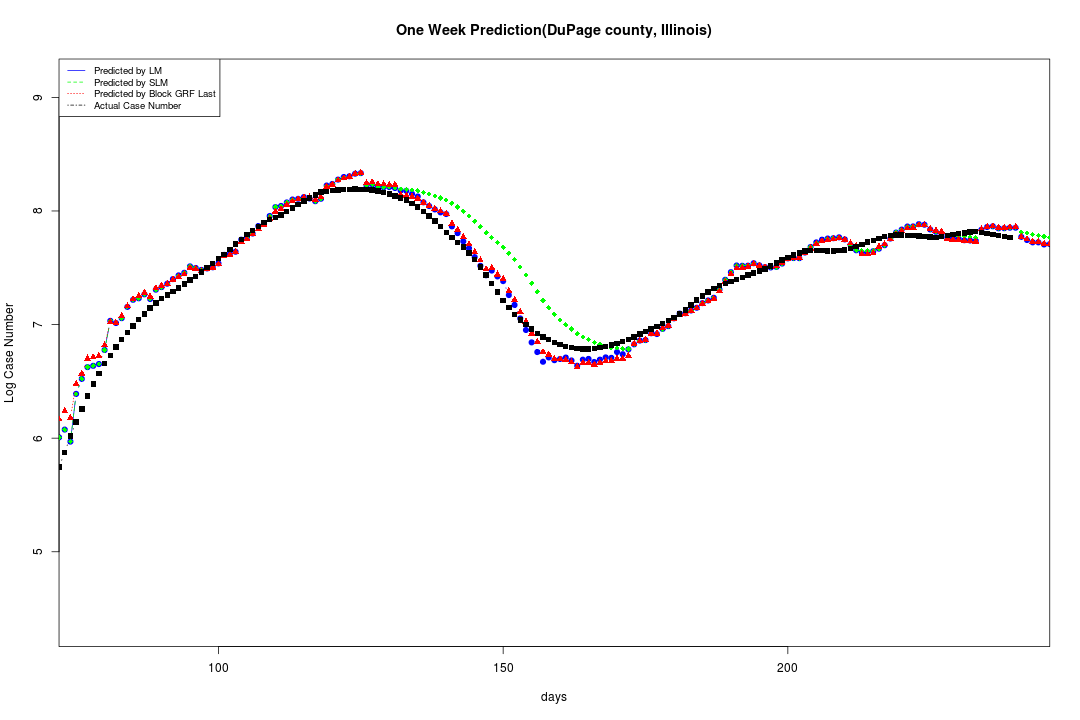 One Week Prediction(DuPage county, Illinois)
Predicted by LM
Predicted by SLM
Predicted by Block GRF Last
Actual Case Number
9
8
7
6
5
Log Case Number
100 150 200
days